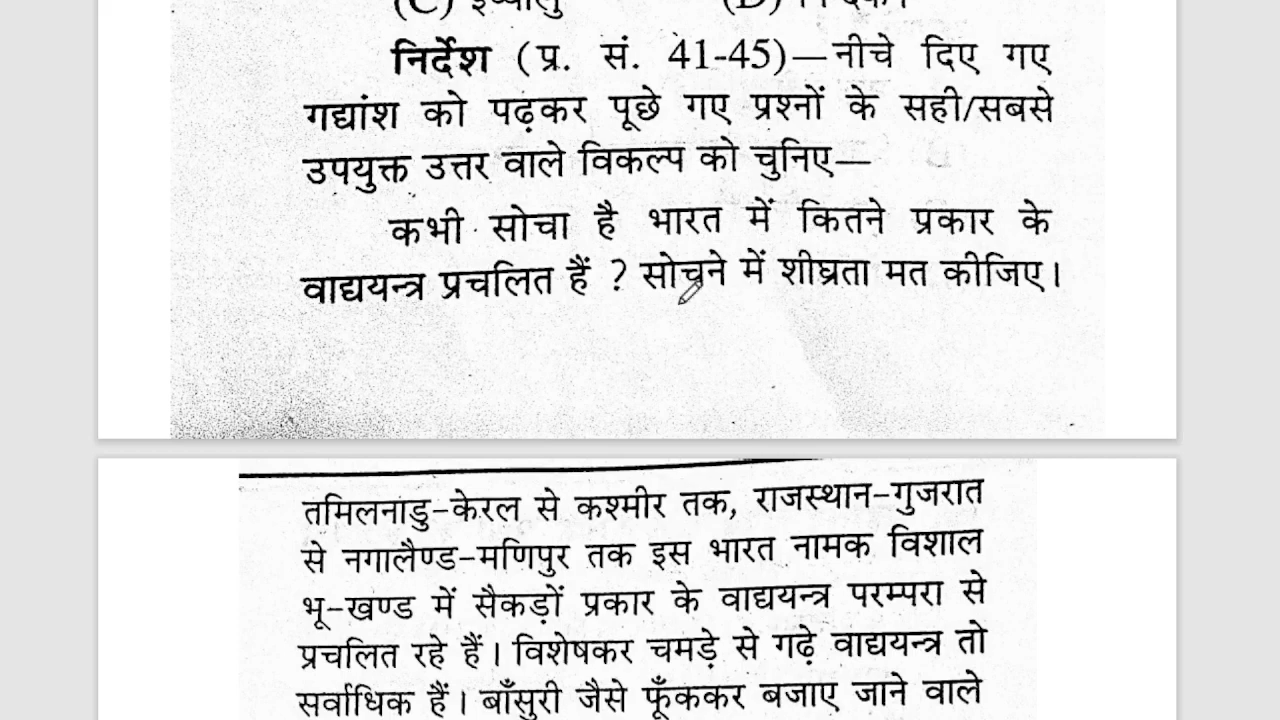 (C)
(D)
निर्देश (प्र. सं. 41-45)—नीचे दिए गए
गद्यांश को पढ़कर पूछे गए प्रश्नों के सही/सबसे
उपयुक्त उत्तर वाले विकल्प को चुनिए—
कभी सोचा है भारत में कितने प्रकार के
वाद्ययन्त्र प्रचलित हैं ? सोचने में शीघ्रता मत कीजिए।
तमिलनाडु-केरल से कश्मीर तक, राजस्थान-गुजरात
से नगालैण्ड-मणिपुर तक इस भारत नामक विशाल
भू-खण्ड में सैकड़ों प्रकार के वाद्ययन्त्र परम्परा से
प्रचलित रहे हैं। विशेषकर चमड़े से गढ़े वाद्ययन्त्र तो
सर्वाधिक हैं। बाँसुरी जैसे फूँककर बजाए जाने वाले